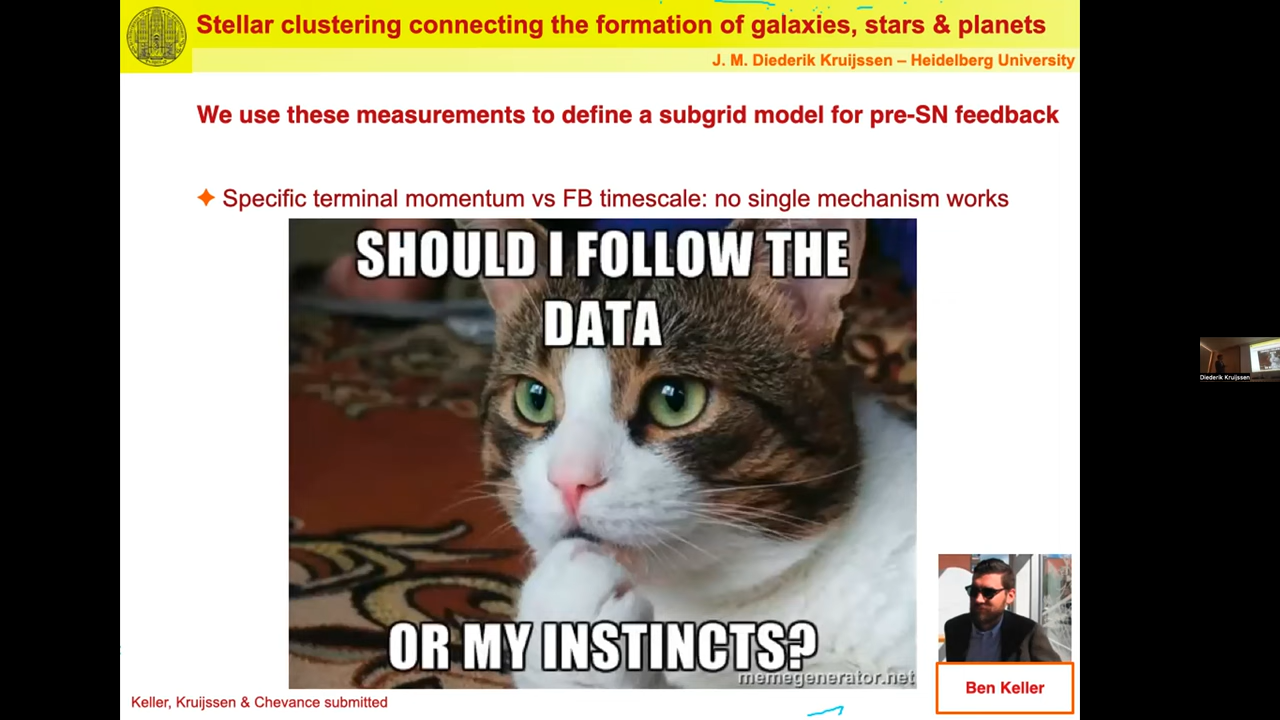 Stellar clustering connecting the formation of galaxies, stars & planets
J. M. Diederik Kruijssen – Heidelberg University
We use these measurements to define a subgrid model for pre-SN feedback
Specific terminal momentum vs FB timescale: no single mechanism works
SHOULD I FOLLOW THE
DATA
OR MY INSTINCTS?
memegenerator.net
Ben Keller
Keller, Kruijssen & Chevance submitted
Diederik Kruijssen